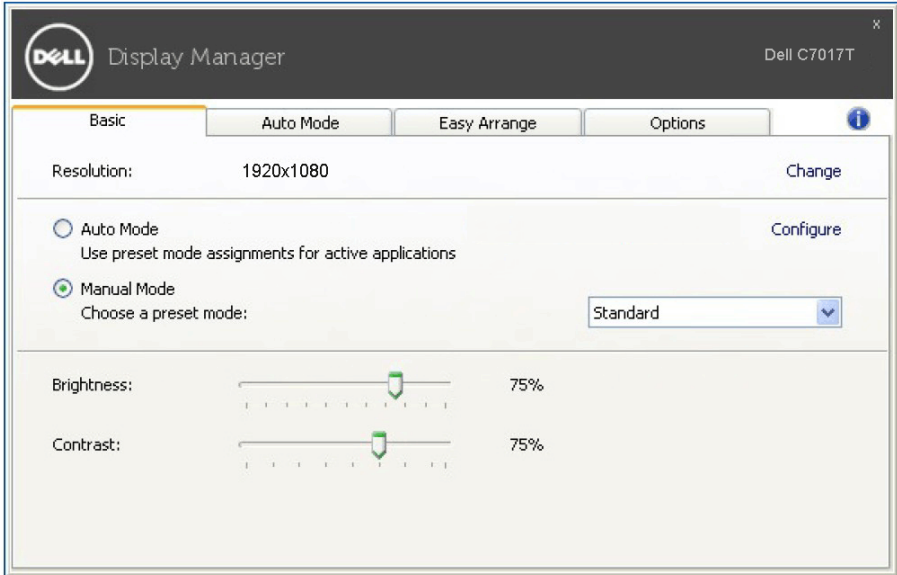 x
DELL Display Manager Dell C7017T
Basic Auto Mode Easy Arrange Options i
Resolution: 1920x1080 Change
Auto Mode Configure
Use preset mode assignments for active applications
Manual Mode
Choose a preset mode: Standard
Brightness: 75%
Contrast: 75%